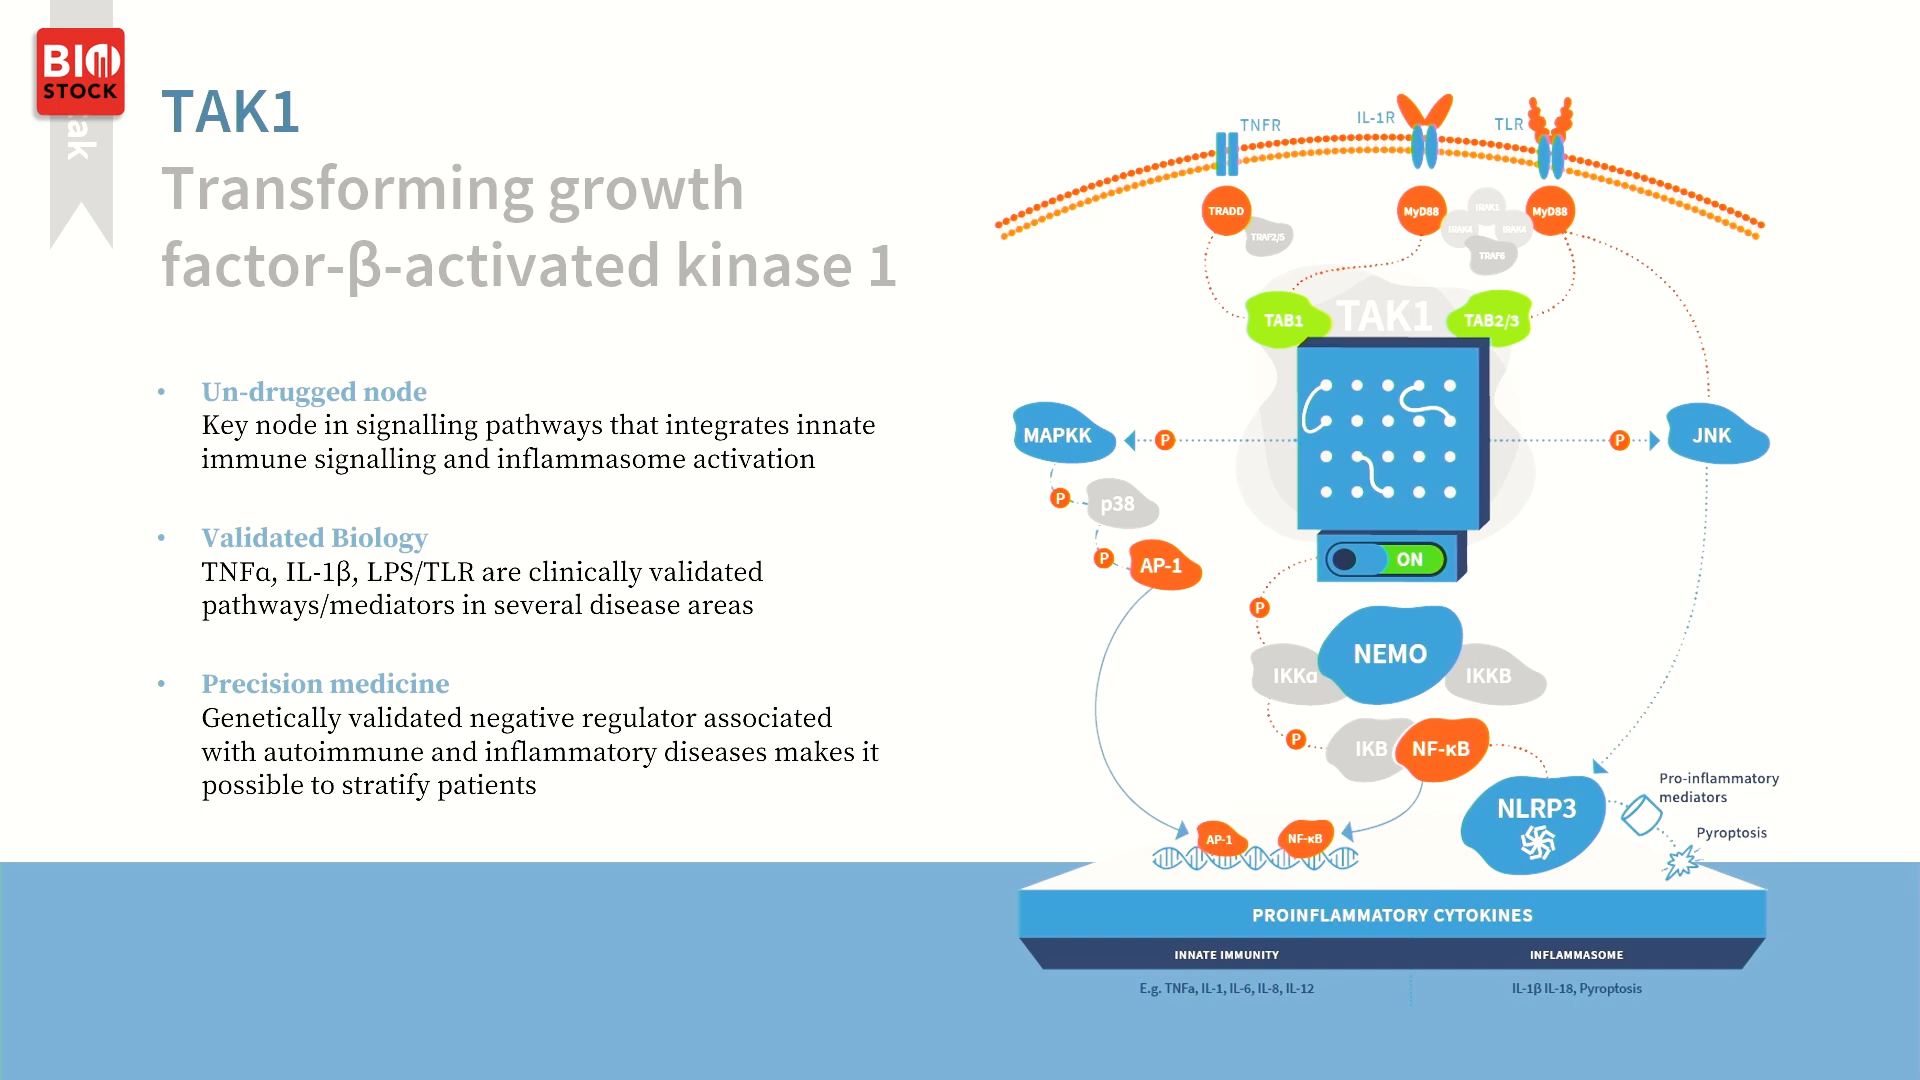 BIO
STOCK
tak
TAK1
Transforming growth
factor-β-activated kinase 1
• Un-drugged node
Key node in signalling pathways that integrates innate
immune signalling and inflammasome activation
• Validated Biology
TNFα, IL-1β, LPS/TLR are clinically validated
pathways/mediators in several disease areas
• Precision medicine
Genetically validated negative regulator associated
with autoimmune and inflammatory diseases makes it
possible to stratify patients
TNFR
IL-1R
TLR
TRADD
TRAF2/5
MyD88
IRAK1
IRAK4
IRAK4
TRAF6
MyD88
TAB1
TAK1
TAB2/3
MAPKK
P
P
JNK
P
p38
P
AP-1
ON
P
NEMO
IKKα
IKKB
P
IKB
NF-κB
NLRP3
Pro-inflammatory
mediators
Pyroptosis
AP-1
NF-κB
PROINFLAMMATORY CYTOKINES
INNATE IMMUNITY
INFLAMMASOME
E.g. TNFa, IL-1, IL-6, IL-8, IL-12
IL-1β IL-18, Pyroptosis